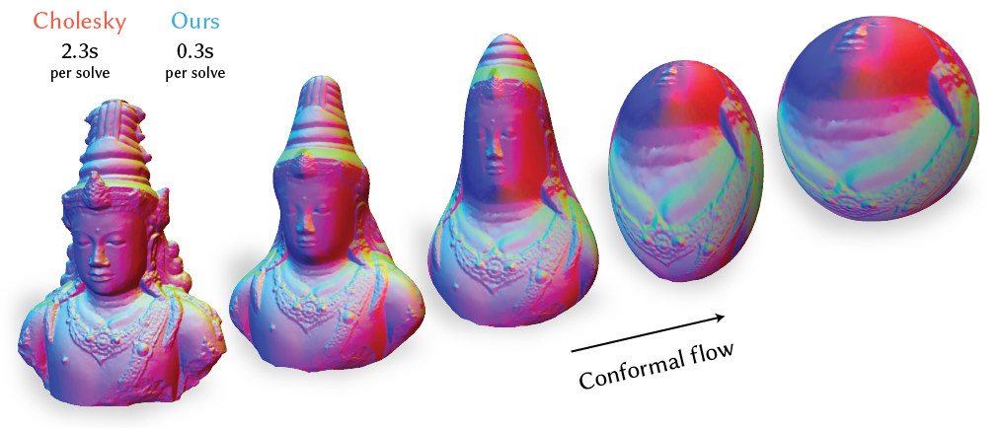 Cholesky Ours
2.3s 0.3s
per solve per solve
Conformal flow